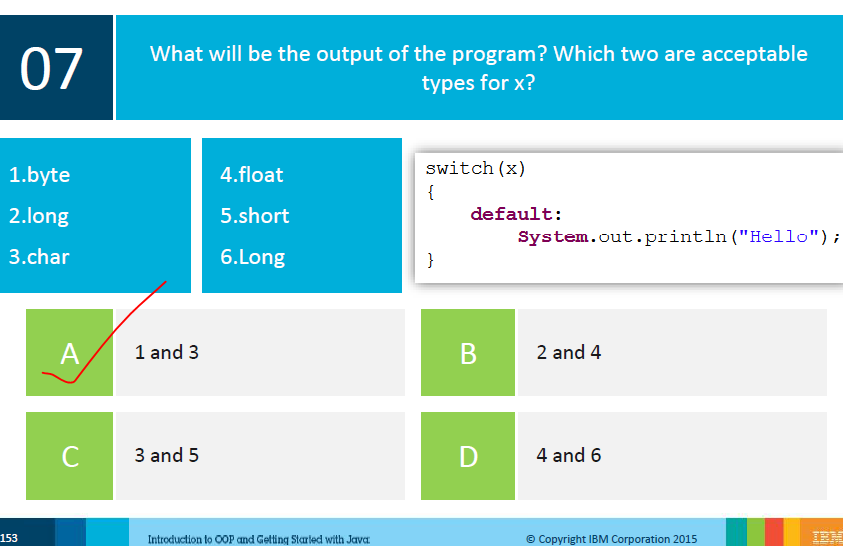 07
What will be the output of the program? Which two are acceptable
types for x?
1.byte
2.long
3.char
4.float
5.short
6.Long
switch(x)
{
default:
System.out.println("Hello");
}
A
1 and 3
B
2 and 4
C
3 and 5
D
4 and 6
153
Introduction to OOP and Getting Started with Java
© Copyright IBM Corporation 2015
IBM